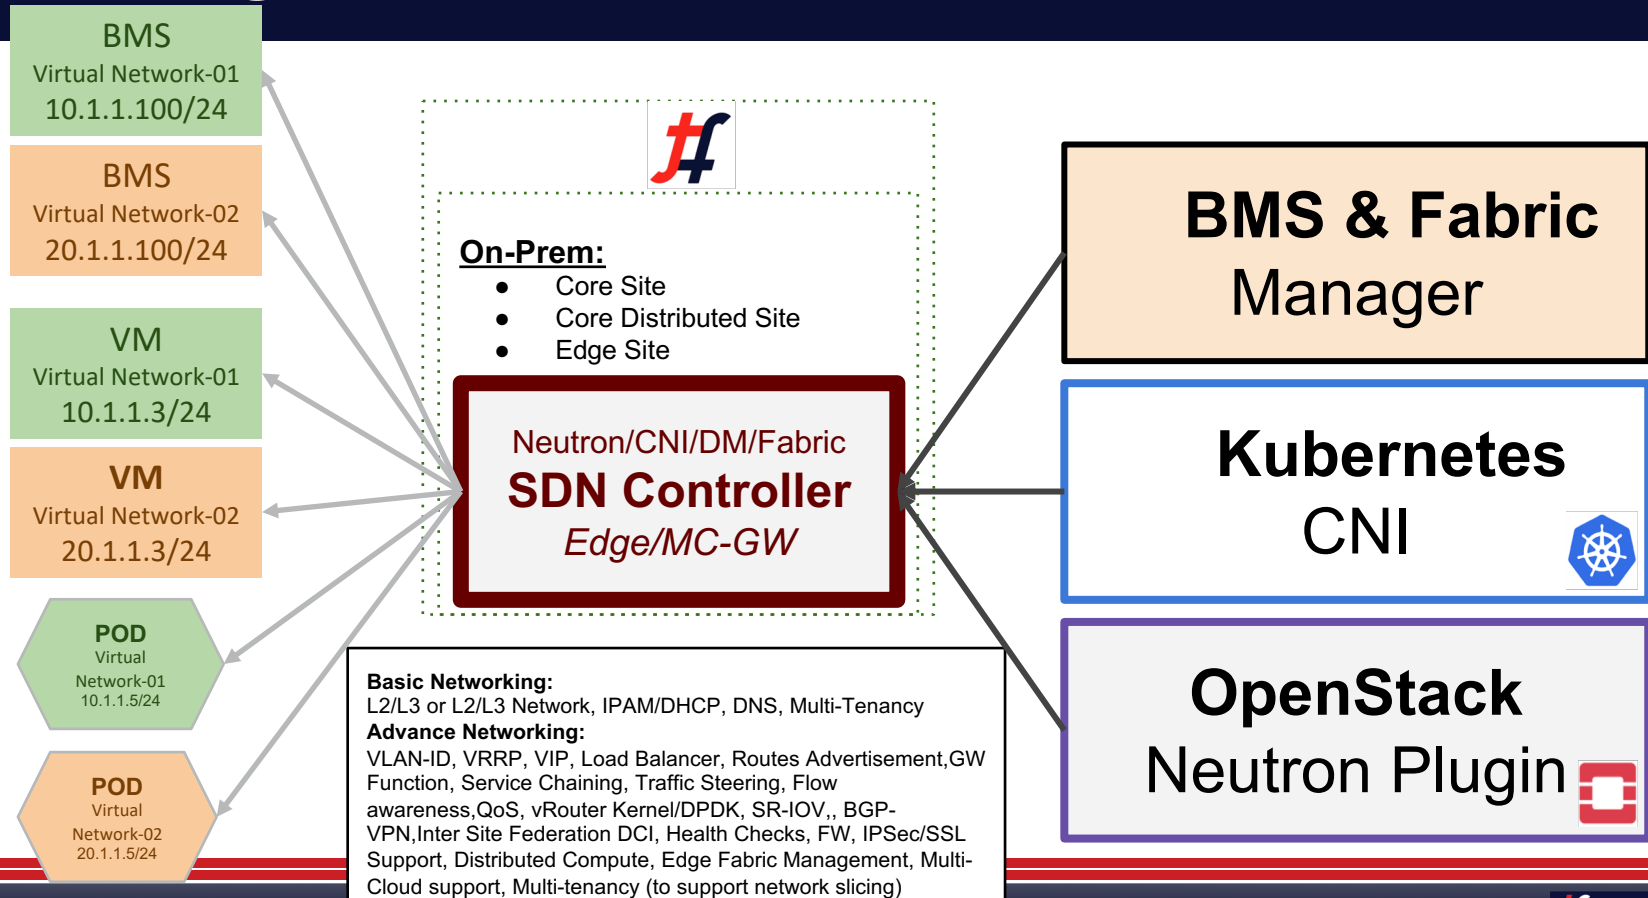 BMS
Virtual Network-01
10.1.1.100/24
BMS
Virtual Network-02
20.1.1.100/24
VM
Virtual Network-01
10.1.1.3/24
VM
Virtual Network-02
20.1.1.3/24
POD
Virtual
Network-01
10.1.1.5/24
POD
Virtual
Network-02
20.1.1.5/24
On-Prem:
● Core Site
● Core Distributed Site
● Edge Site
Neutron/CNI/DM/Fabric
SDN Controller
Edge/MC-GW
Basic Networking:
L2/L3 or L2/L3 Network, IPAM/DHCP, DNS, Multi-Tenancy
Advance Networking:
VLAN-ID, VRRP, VIP, Load Balancer, Routes Advertisement,GW
Function, Service Chaining, Traffic Steering, Flow
awareness,QoS, vRouter Kernel/DPDK, SR-IOV,, BGP-
VPN,Inter Site Federation DCI, Health Checks, FW, IPSec/SSL
Support, Distributed Compute, Edge Fabric Management, Multi-
Cloud support, Multi-tenancy (to support network slicing)
BMS & Fabric
Manager
Kubernetes
CNI
OpenStack
Neutron Plugin